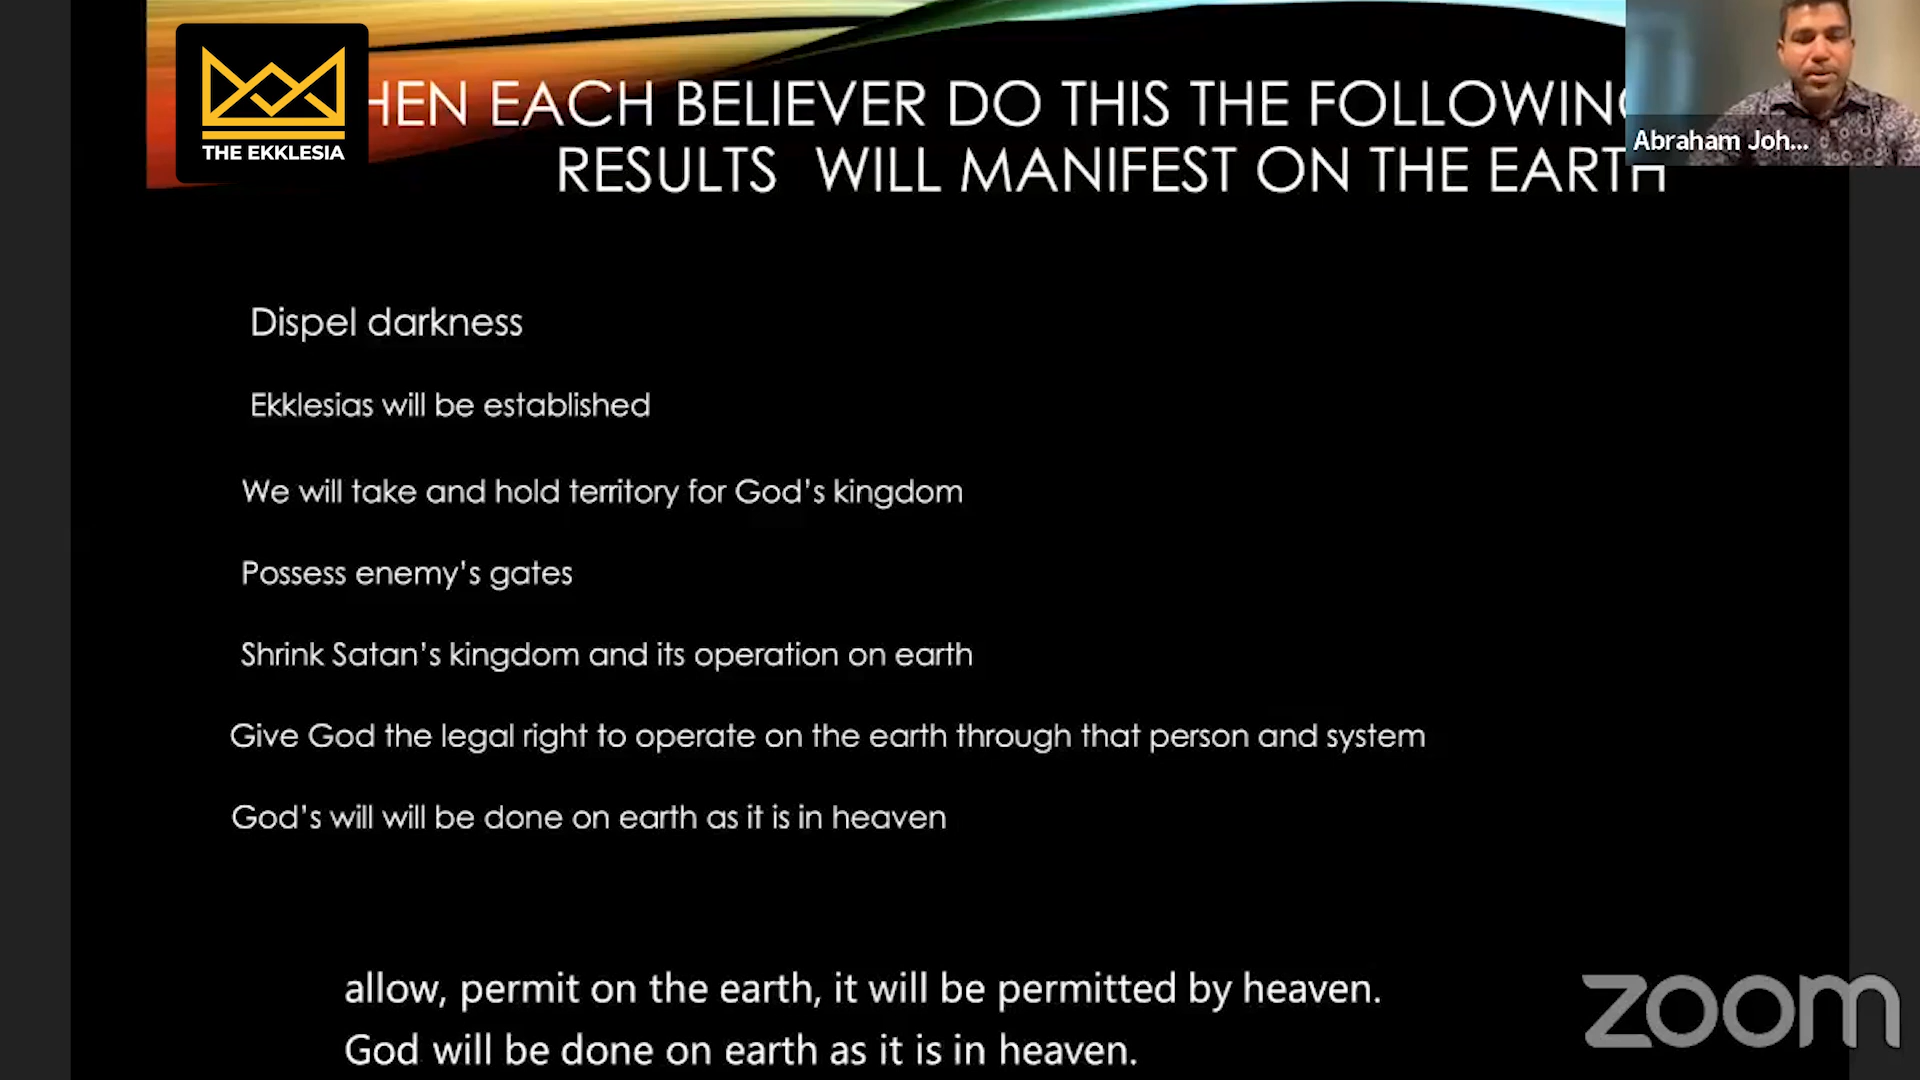 THE EKKLESIA
HEN EACH BELIEVER DO THIS THE FOLLOWING
RESULTS WILL MANIFEST ON THE EARTH
Abraham Joh...
Dispel darkness
Ekklesias will be established
We will take and hold territory for God's kingdom
Possess enemy's gates
Shrink Satan's kingdom and its operation on earth
Give God the legal right to operate on the earth through that person and system
God's will will be done on earth as it is in heaven
allow, permit on the earth, it will be permitted by heaven.
God will be done on earth as it is in heaven.
zoom